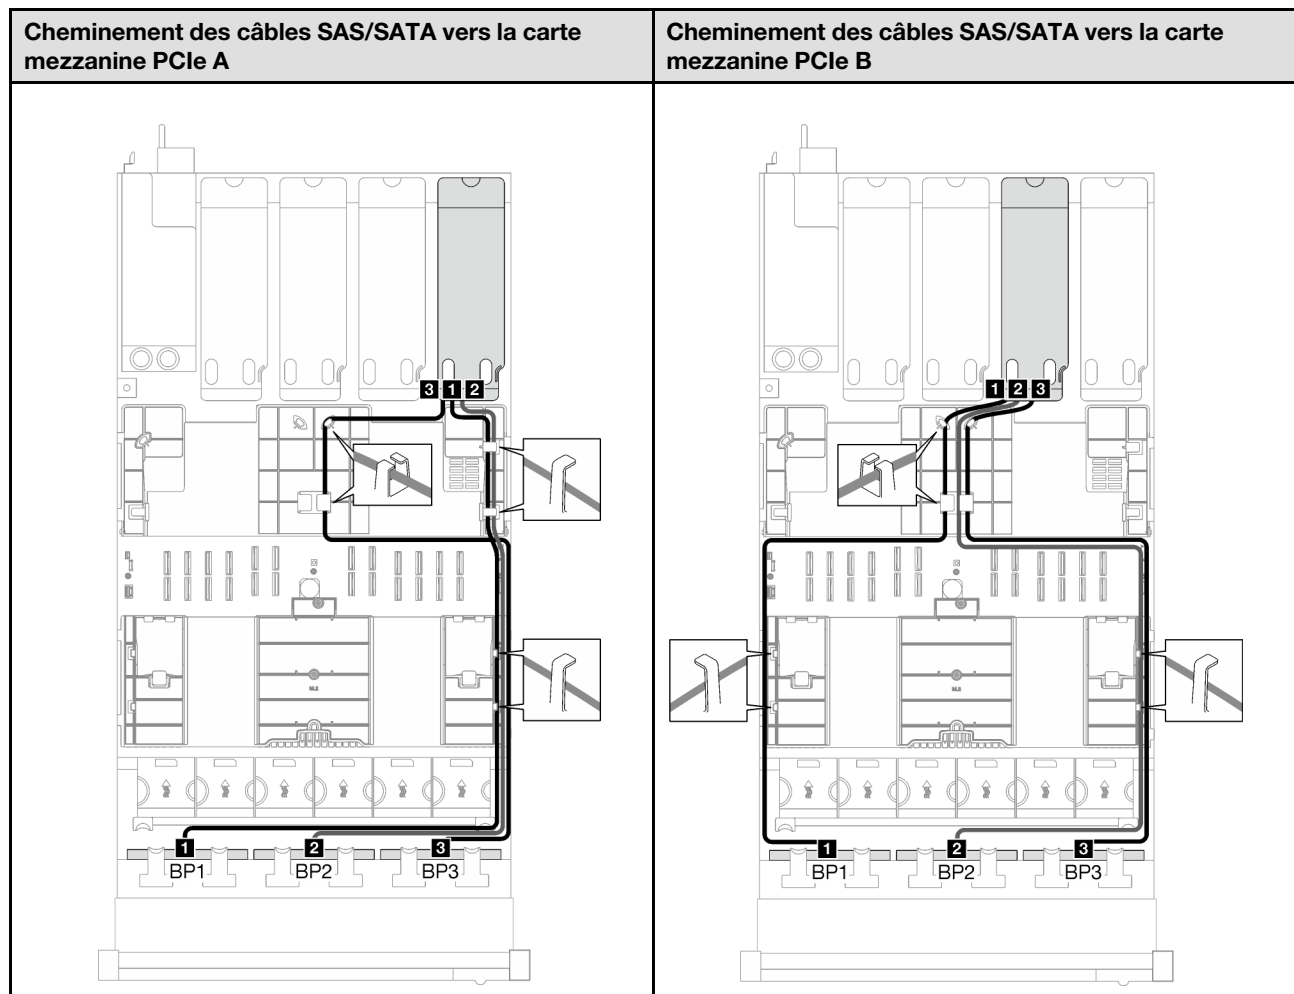 Cheminement des câbles SAS/SATA vers la carte
mezzanine PCIe A
Cheminement des câbles SAS/SATA vers la carte
mezzanine PCIe B
3 1 2
1 2 3
M.2
M.2
1 2 3
BP1 BP2 BP3
1 2 3
BP1 BP2 BP3